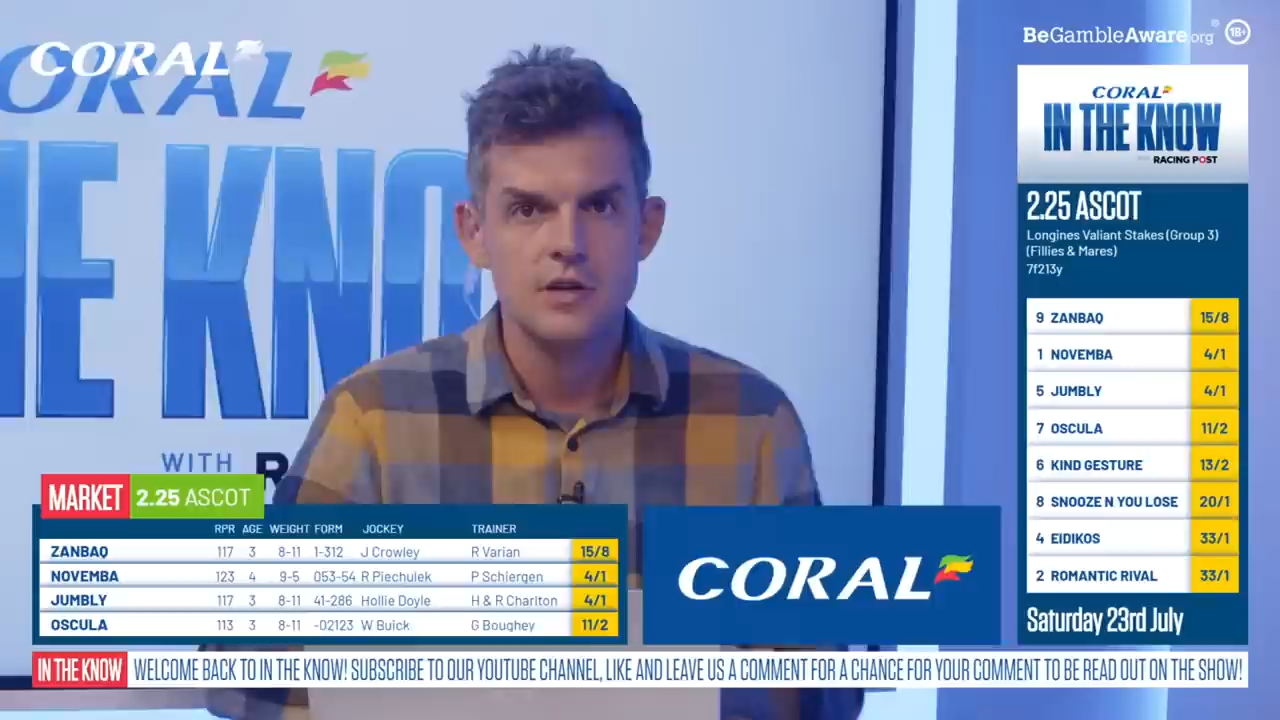 CORAL
CORAL
THE KNO
WITH R
BeGambleAware.org 18+
CORAL
IN THE KNOW
WITH RACING POST
2.25 ASCOT
Longines Valiant Stakes (Group 3)
(Fillies & Mares)
7f213y
9 ZANBAQ 15/8
1 NOVEMBA 4/1
5 JUMBLY 4/1
7 OSCULA 11/2
6 KIND GESTURE 13/2
8 SNOOZE N YOU LOSE 20/1
4 EIDIKOS 33/1
2 ROMANTIC RIVAL 33/1
Saturday 23rd July
MARKET 2.25 ASCOT
RPR AGE WEIGHT FORM JOCKEY TRAINER
ZANBAQ 117 3 8-11 1-312 J Crowley R Varian 15/8
NOVEMBA 123 4 9-5 053-54 R Piechulek P Schiergen 4/1
JUMBLY 117 3 8-11 41-286 Hollie Doyle H & R Charlton 4/1
OSCULA 113 3 8-11 -02123 W Buick G Boughey 11/2
CORAL
IN THE KNOW WELCOME BACK TO IN THE KNOW! SUBSCRIBE TO OUR YOUTUBE CHANNEL, LIKE AND LEAVE US A COMMENT FOR A CHANCE FOR YOUR COMMENT TO BE READ OUT ON THE SHOW!